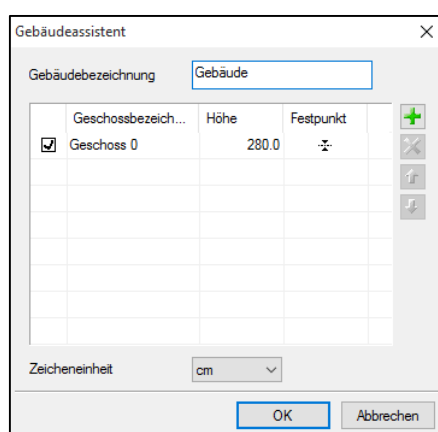 Gebäudeassistent
Gebäudebezeichnung Gebäude
Geschossbezeich... Höhe Festpunkt
Geschoss 0 280.0
Zeicheneinheit cm
OK Abbrechen